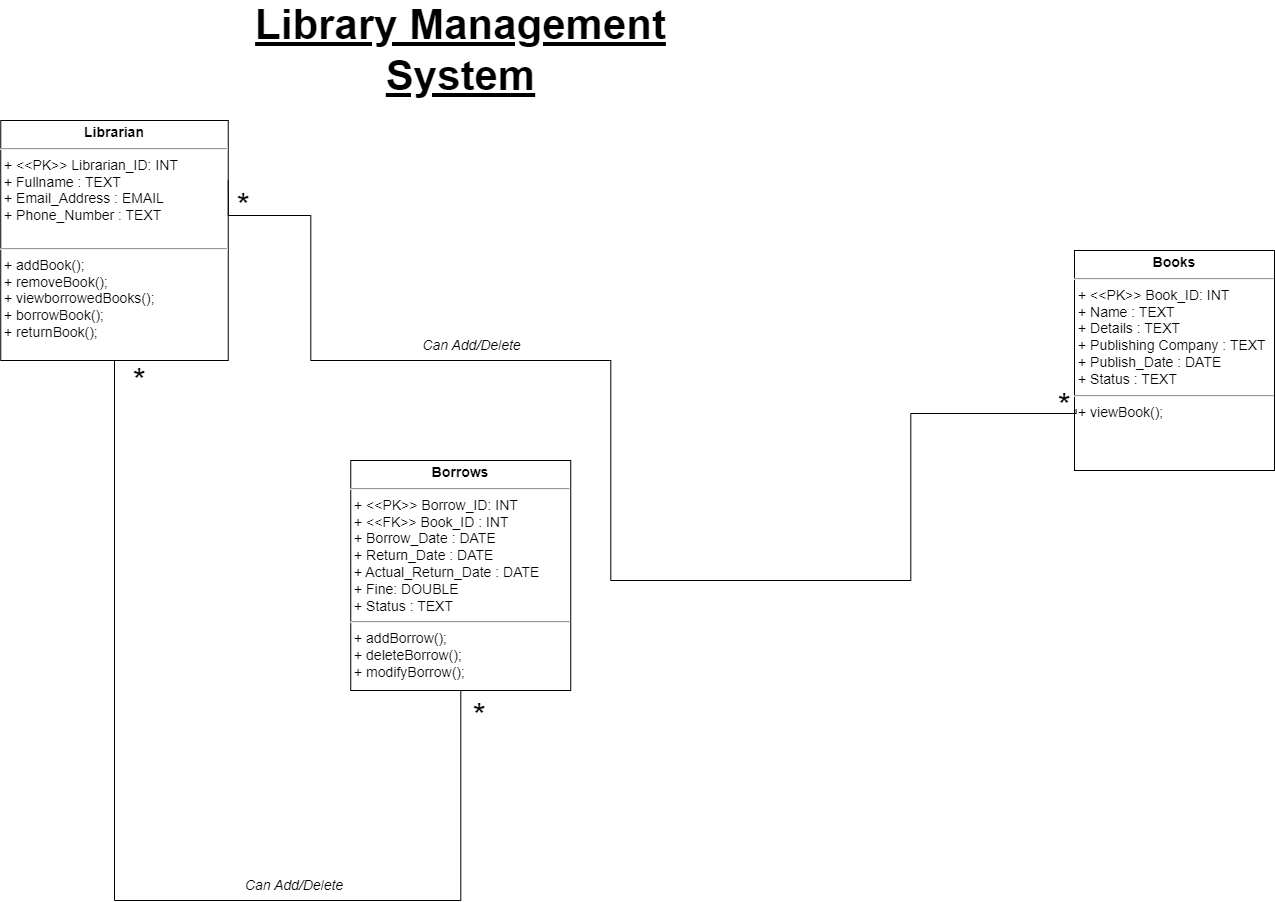 Library Management
System
Librarian
+ <<PK>> Librarian_ID: INT
+ Fullname : TEXT
+ Email_Address : EMAIL
+ Phone_Number : TEXT
+ addBook();
+ removeBook();
+ viewborrowedBooks();
+ borrowBook();
+ returnBook();
*
*
Can Add/Delete
Books
+ <<PK>> Book_ID: INT
+ Name : TEXT
+ Details : TEXT
+ Publishing Company : TEXT
+ Publish_Date : DATE
+ Status : TEXT
*
+ viewBook();
Borrows
+ <<PK>> Borrow_ID: INT
+ <<FK>> Book_ID : INT
+ Borrow_Date : DATE
+ Return_Date : DATE
+ Actual_Return_Date : DATE
+ Fine: DOUBLE
+ Status : TEXT
+ addBorrow();
+ deleteBorrow();
+ modifyBorrow();
*
Can Add/Delete